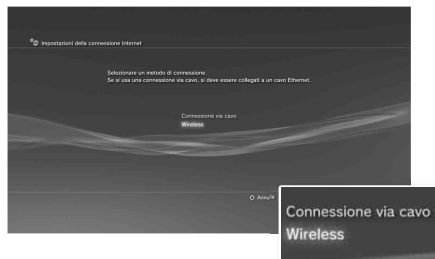 Impostazioni della connessione Internet
Selezionare un metodo di connessione.
Se si usa una connessione via cavo, si deve essere collegati a un cavo Ethernet.
Connessione via cavo
Wireless
Annulla
Connessione via cavo
Wireless